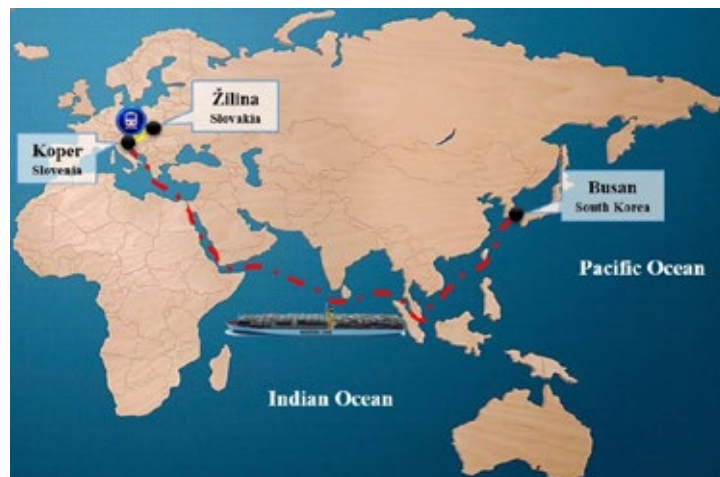 Žilina
Slovakia
Koper
Slovenia
Busan
South Korea
Pacific Ocean
Indian Ocean